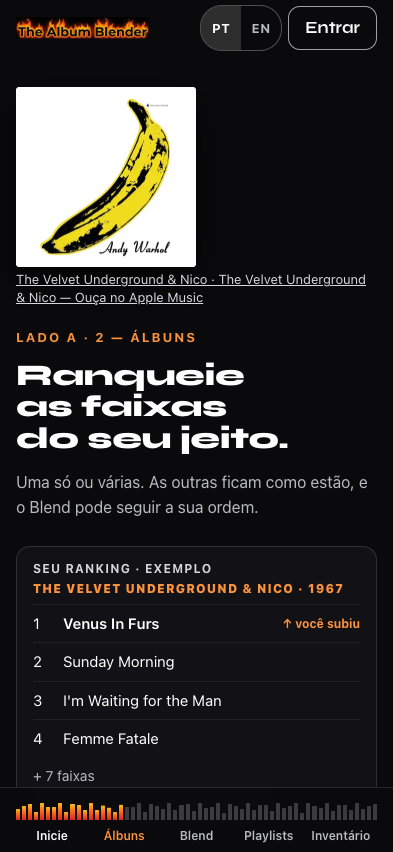 The Album Blender
PT EN
Entrar
Andy Warhol
The Velvet Underground & Nico · The Velvet Underground
& Nico — Ouça no Apple Music
LADO A · 2 — ÁLBUNS
Ranqueie
as faixas
do seu jeito.
Uma só ou várias. As outras ficam como estão, e
o Blend pode seguir a sua ordem.
SEU RANKING · EXEMPLO
THE VELVET UNDERGROUND & NICO · 1967
1 Venus In Furs ↑ você subiu
2 Sunday Morning
3 I'm Waiting for the Man
4 Femme Fatale
+ 7 faixas
Inicie Álbuns Blend Playlists Inventário